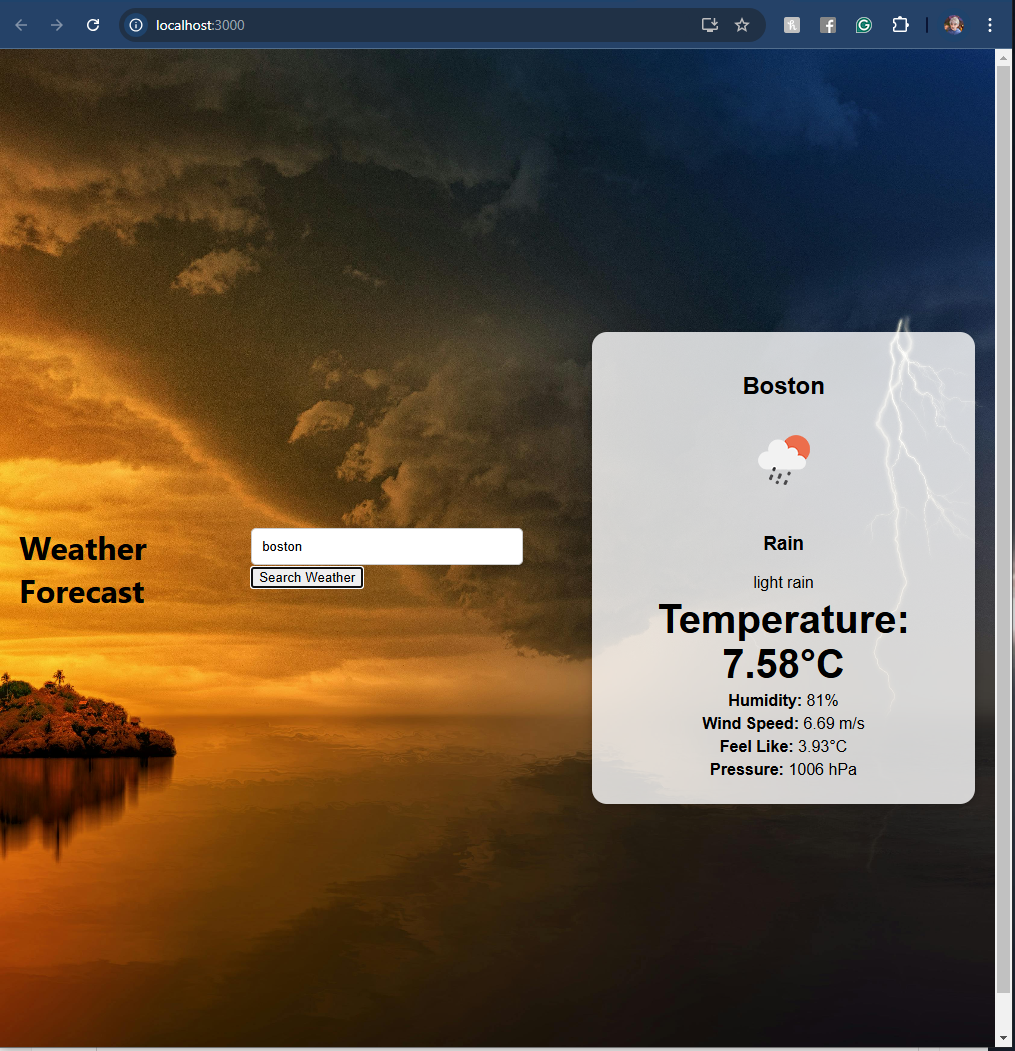 localhost:3000
Boston
Weather
Forecast
boston
Search Weather
Rain
light rain
Temperature:
7.58°C
Humidity: 81%
Wind Speed: 6.69 m/s
Feel Like: 3.93°C
Pressure: 1006 hPa